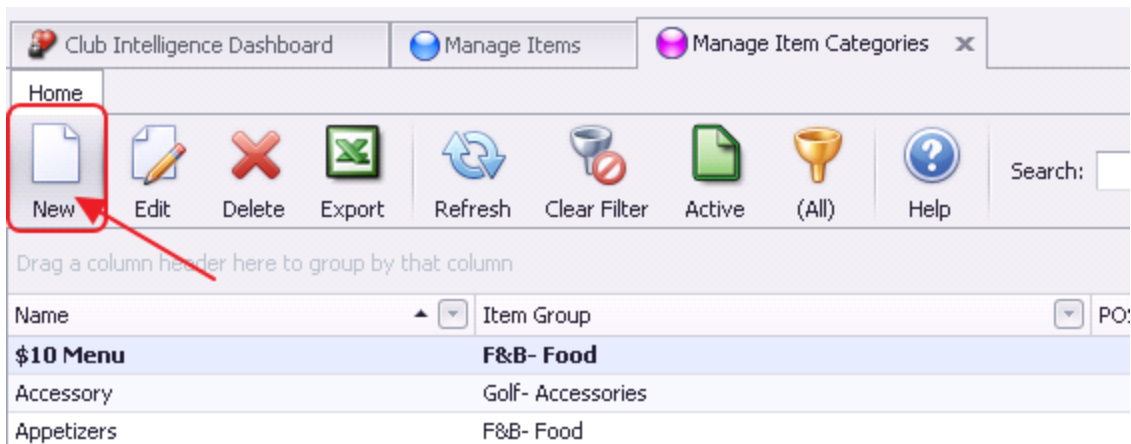 Club Intelligence Dashboard Manage Items Manage Item Categories x
Home
New Edit Delete Export Refresh Clear Filter Active (All) Help Search:
Drag a column header here to group by that column
Name Item Group
$10 Menu F&B- Food
Accessory Golf- Accessories
Appetizers F&B- Food